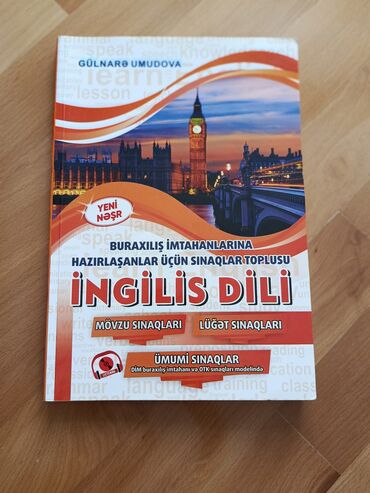 GÜLNARƏ UMUDOVA
YENİ
NƏŞR
BURAXILIŞ İMTAHANLARINA
HAZIRLAŞANLAR ÜÇÜN SINAQLAR TOPLUSU
İNGİLİS DİLİ
MÖVZU SINAQLARI
LÜĞƏT SINAQLARI
ÜMUMİ SINAQLAR
DİM buraxılış imtahanı və DTK sınaqları modelində